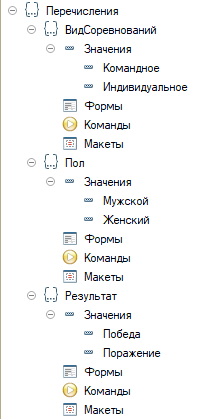 Перечисления
ВидСоревнований
Значения
Командное
Индивидуальное
Формы
Команды
Макеты
Пол
Значения
Мужской
Женский
Формы
Команды
Макеты
Результат
Значения
Победа
Поражение
Формы
Команды
Макеты